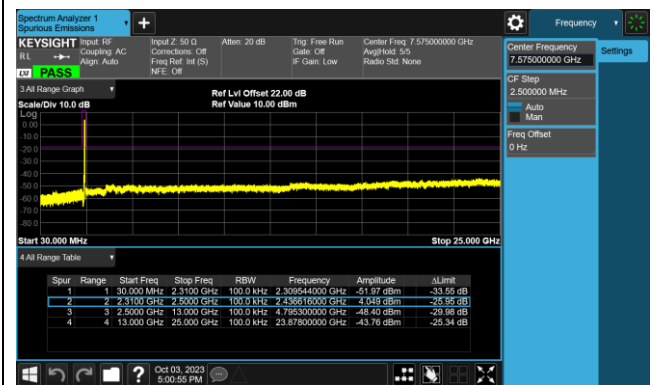 Spectrum Analyzer 1
Spurious Emissions
Frequency
KEYSIGHT Input: RF Input Z: 50 Ω Atten: 20 dB Trig: Free Run Center Freq: 7.575000000 GHz
RL Coupling: AC Corrections: Off Gate: Off Avg|Hold: 5/5
Align: Auto Freq Ref: Int (S) IF Gain: Low Radio Std: None
LXI PASS NFE: Off
Center Frequency
7.575000000 GHz
Settings
CF Step
2.500000 MHz
Auto
Man
Freq Offset
0 Hz
3 All Range Graph
Ref Lvl Offset 22.00 dB
Scale/Div 10.0 dB Ref Value 10.00 dBm
Log
0.00
-10.0
-20.0
-30.0
-40.0
-50.0
-60.0
-70.0
-80.0
Start 30.000 MHz Stop 25.000 GHz
4 All Range Table
Spur Range Start Freq Stop Freq RBW Frequency Amplitude ΔLimit
1 1 30.000 MHz 2.3100 GHz 100.0 kHz 2.309544000 GHz -51.97 dBm -33.55 dB
2 2 2.3100 GHz 2.5000 GHz 100.0 kHz 2.436616000 GHz 4.049 dBm -25.95 dB
3 3 2.5000 GHz 13.000 GHz 100.0 kHz 4.795300000 GHz -48.40 dBm -29.98 dB
4 4 13.000 GHz 25.000 GHz 100.0 kHz 23.87800000 GHz -43.76 dBm -25.34 dB
Oct 03, 2023
5:00:55 PM